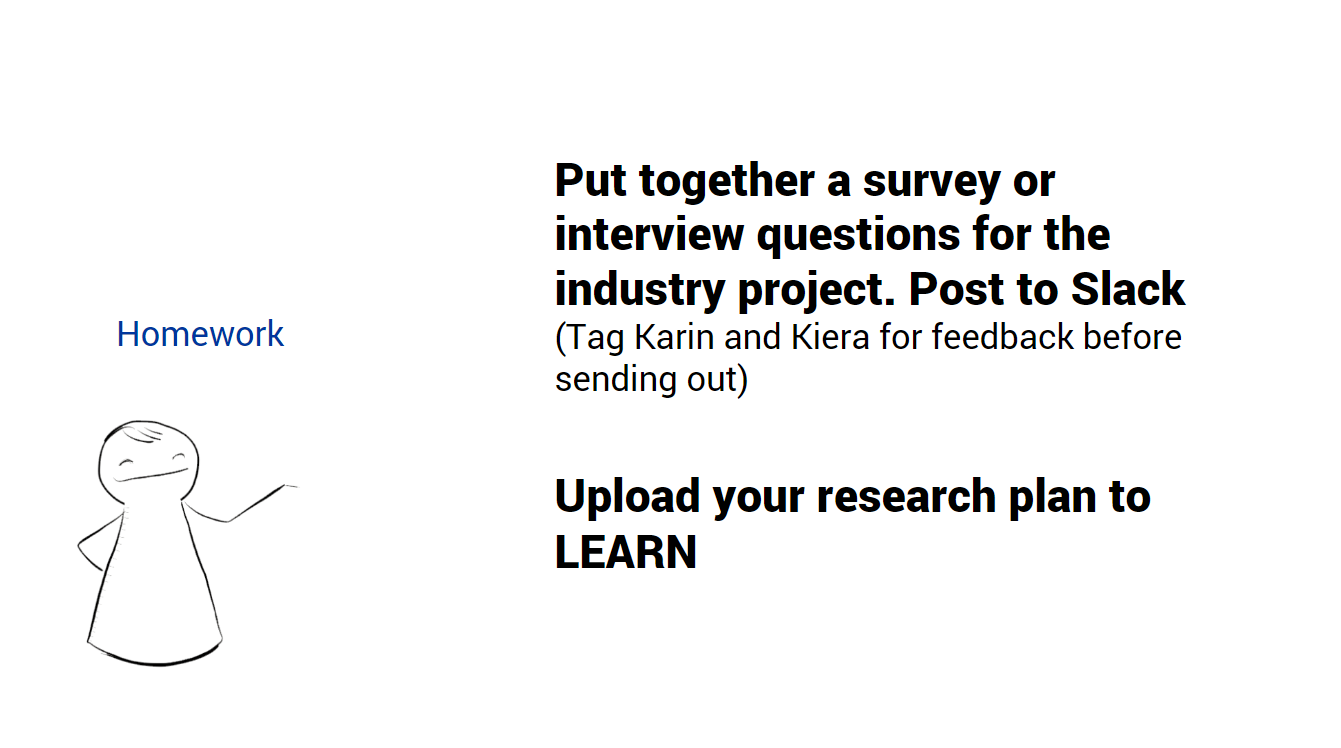 Homework
Put together a survey or
interview questions for the
industry project. Post to Slack
(Tag Karin and Kiera for feedback before
sending out)
Upload your research plan to
LEARN